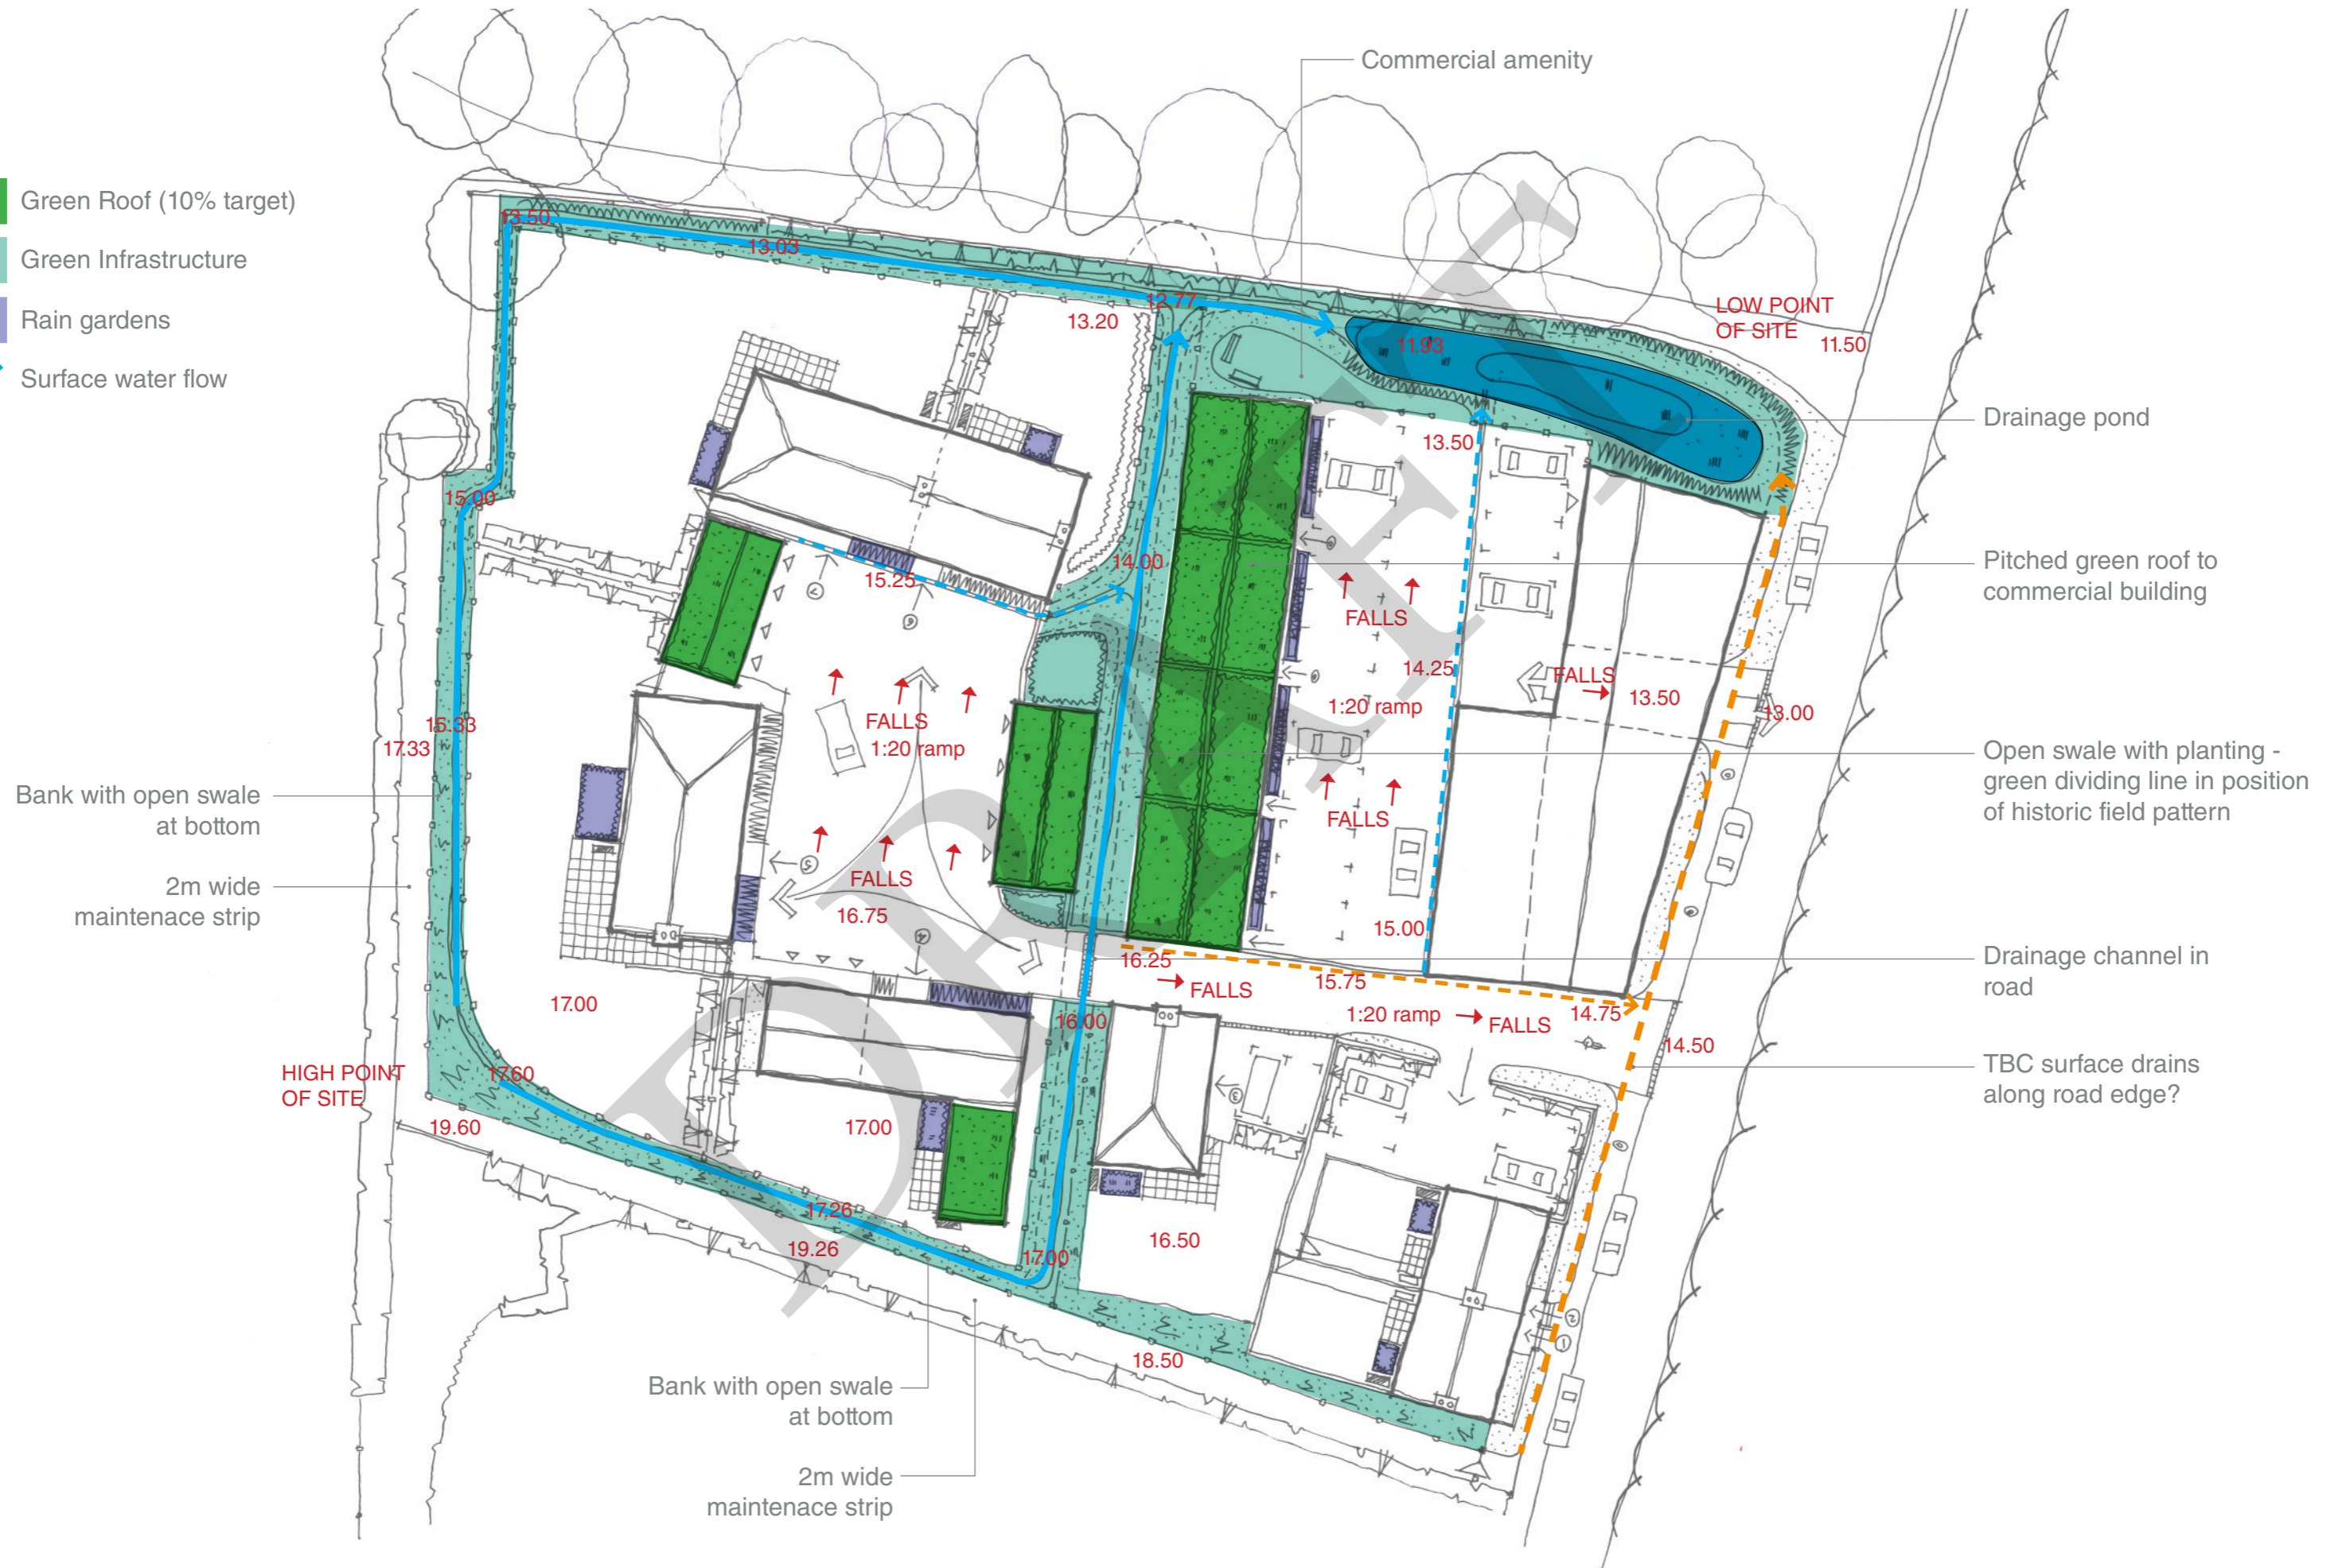 Commercial amenity
Green Roof (10% target)
Green Infrastructure
Rain gardens
Surface water flow
13.50
13.03
12.77
13.20
LOW POINT
OF SITE
11.50
11.93
Drainage pond
13.50
15.00
14.00
Pitched green roof to
commercial building
15.25
7
6
FALLS
14.25
FALLS
13.50
1:20 ramp
13.00
15.33
17.33
FALLS
1:20 ramp
Open swale with planting -
green dividing line in position
of historic field pattern
Bank with open swale
at bottom
FALLS
5
2m wide
maintenace strip
FALLS
16.75
4
15.00
16.25
Drainage channel in
road
FALLS
15.75
17.00
16.00
1:20 ramp
FALLS
14.75
14.50
HIGH POINT
OF SITE
17.60
TBC surface drains
along road edge?
3
19.60
17.00
17.26
19.26
17.00
16.50
2
1
18.50
Bank with open swale
at bottom
2m wide
maintenace strip
DRAFT